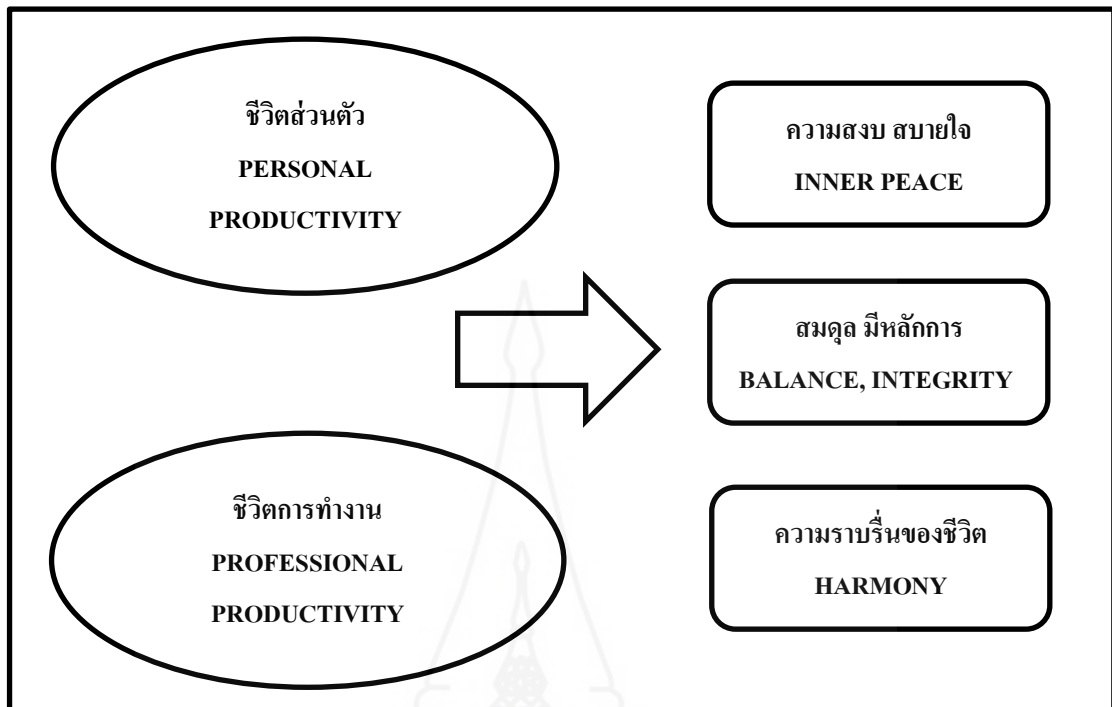 ชีวิตส่วนตัว
PERSONAL
PRODUCTIVITY
ชีวิตการทำงาน
PROFESSIONAL
PRODUCTIVITY
ความสงบ สบายใจ
INNER PEACE
สมดุล มีหลักการ
BALANCE, INTEGRITY
ความราบรื่นของชีวิต
HARMONY